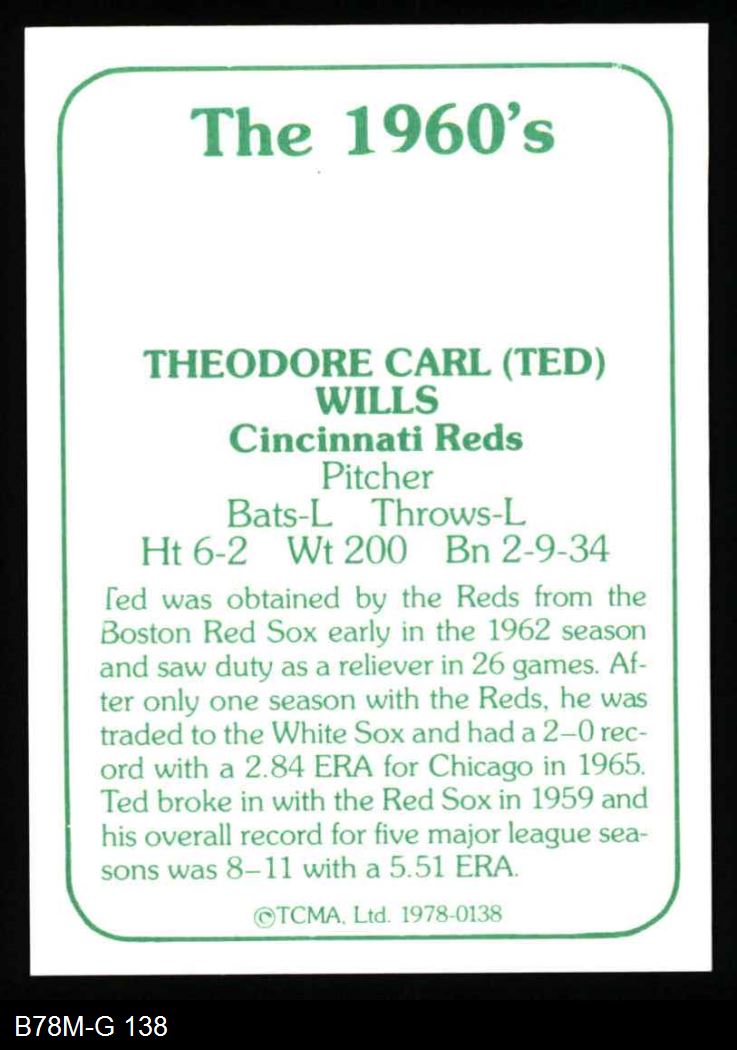 The 1960's
THEODORE CARL (TED)
WILLS
Cincinnati Reds
Pitcher
Bats-L Throws-L
Ht 6-2 Wt 200 Bn 2-9-34
Ted was obtained by the Reds from the
Boston Red Sox early in the 1962 season
and saw duty as a reliever in 26 games. Af-
ter only one season with the Reds, he was
traded to the White Sox and had a 2–0 rec-
ord with a 2.84 ERA for Chicago in 1965.
Ted broke in with the Red Sox in 1959 and
his overall record for five major league sea-
sons was 8–11 with a 5.51 ERA.
©TCMA, Ltd. 1978-0138
B78M-G 138